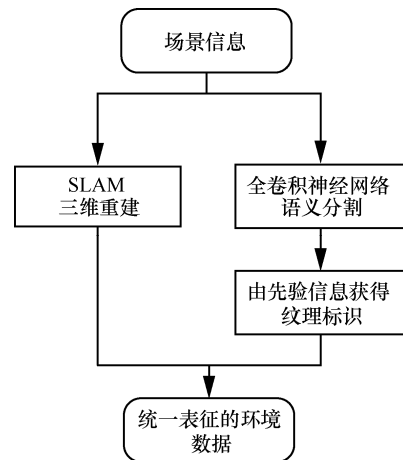 场景信息
SLAM
三维重建
全卷积神经网络
语义分割
由先验信息获得
纹理标识
统一表征的环境
数据